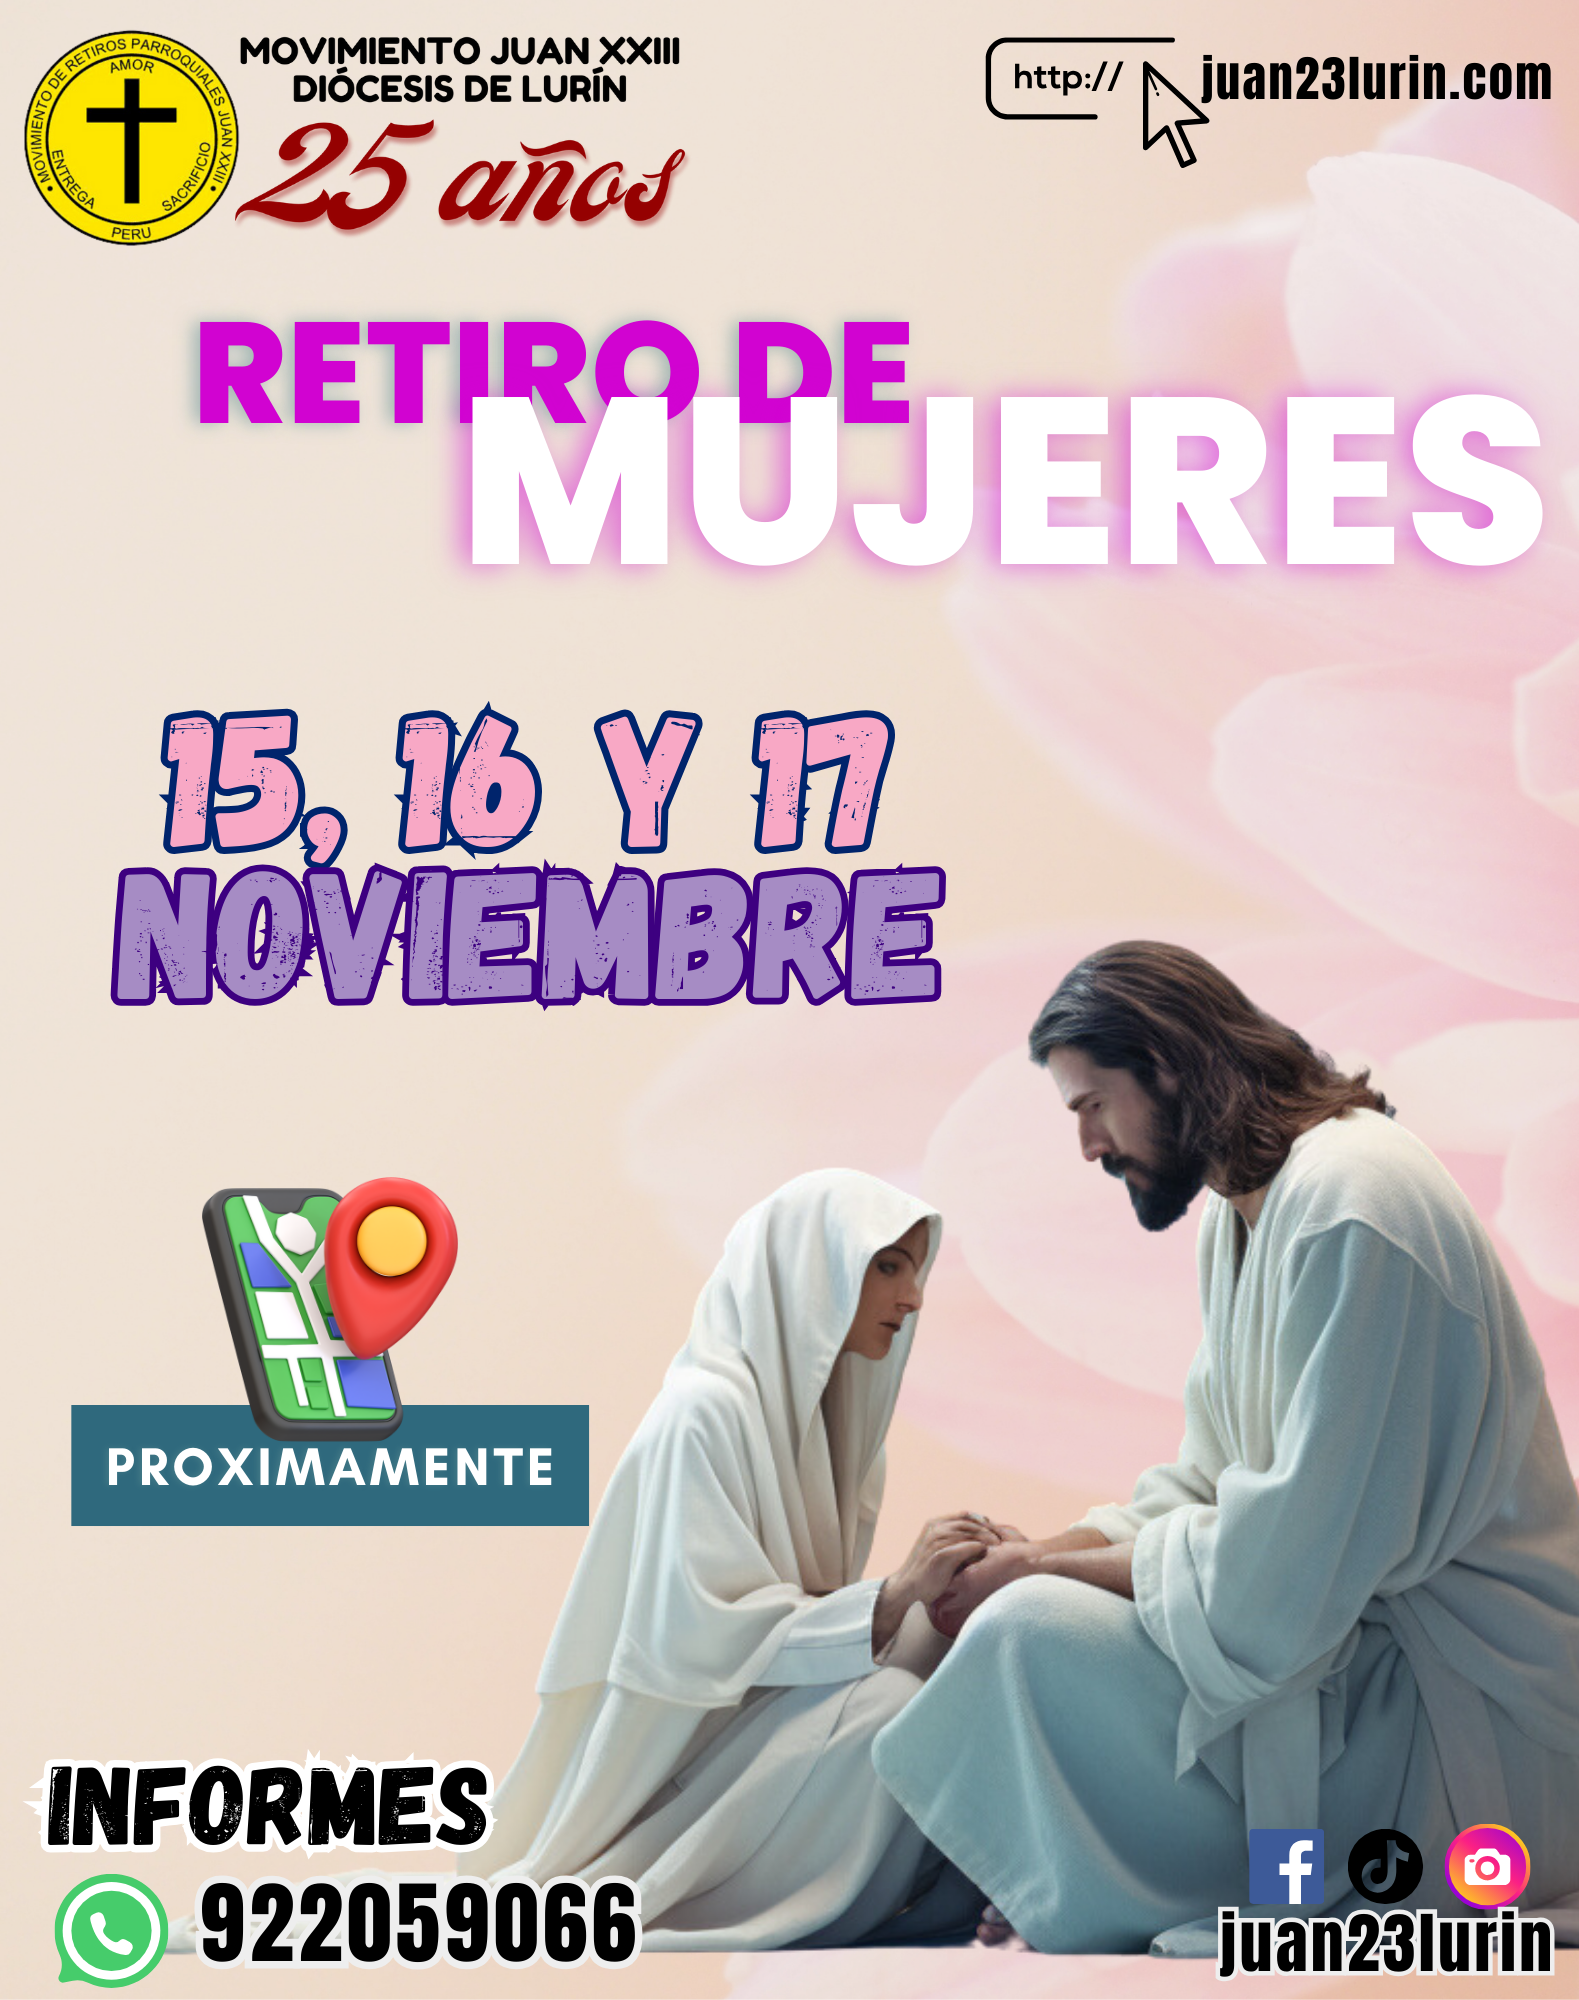 • MOVIMIENTO DE RETIROS PARROQUIALES JUAN XXIII •
AMOR
ENTREGA
SACRIFICIO
PERU
MOVIMIENTO JUAN XXIII
DIÓCESIS DE LURÍN
25 años
http://
juan23lurin.com
RETIRO DE
MUJERES
15, 16 Y 17
NOVIEMBRE
PROXIMAMENTE
INFORMES
922059066
juan23lurin